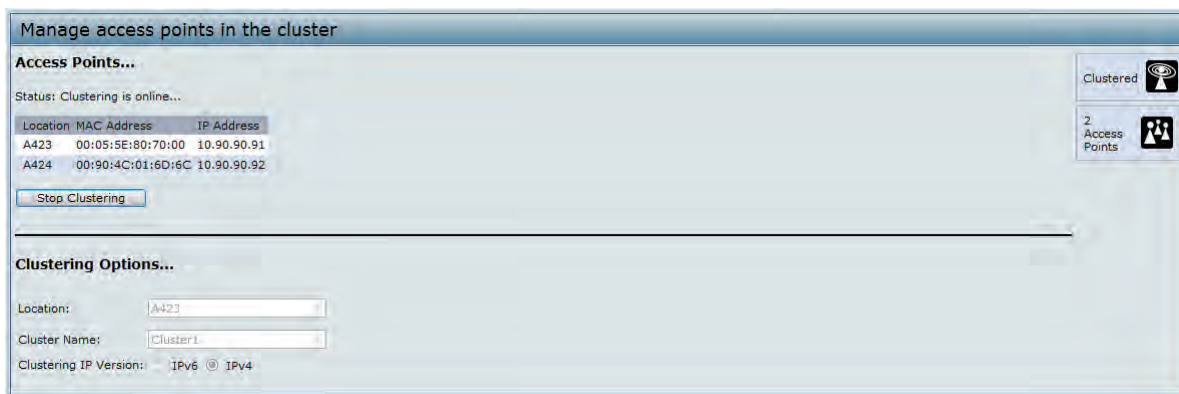 Manage access points in the cluster
Access Points...
Clustered
Status: Clustering is online...
2
Access
Points
Location MAC Address IP Address
A423 00:05:5E:80:70:00 10.90.90.91
A424 00:90:4C:01:6D:6C 10.90.90.92
Stop Clustering
Clustering Options...
Location: A423
Cluster Name: Cluster1
Clustering IP Version: IPv6 IPv4